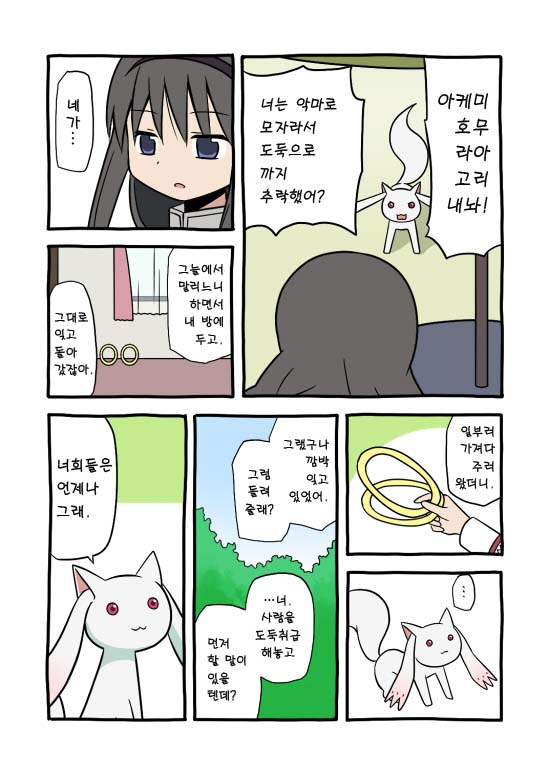 아케미
호무
라아
고리
내놔!
너는 악마로
모자라서
도둑으로
까지
추락했어?
네
가…
그늘에서
말리느니
하면서
내 방에
두고.
그대로
잊고
돌아
갔잖아.
일부러
가져다
주러
왔더니.
…
그랬구나
깜박
잊고
있었어.
그럼
돌려
줄래?
…너.
사람을
도둑취급
해놓고
먼저
할 말이
있을
텐데?
너희들은
언제나
그래.